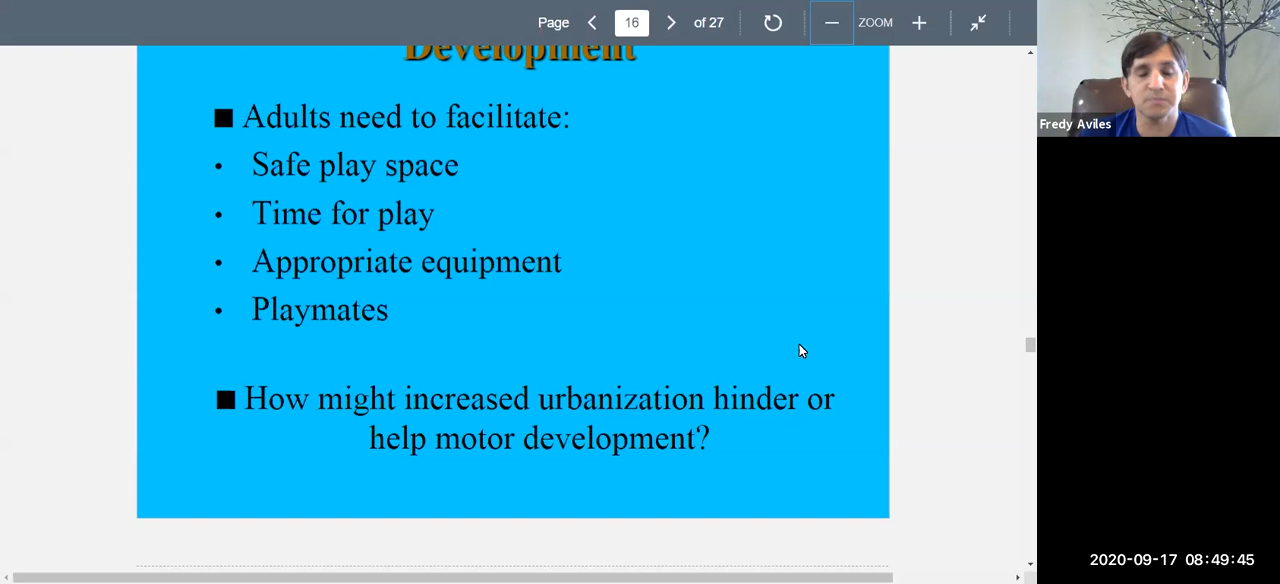 Page 16 of 27 ZOOM
Development
■ Adults need to facilitate:
• Safe play space
• Time for play
• Appropriate equipment
• Playmates
■ How might increased urbanization hinder or
help motor development?
Fredy Aviles
2020-09-17 08:49:45